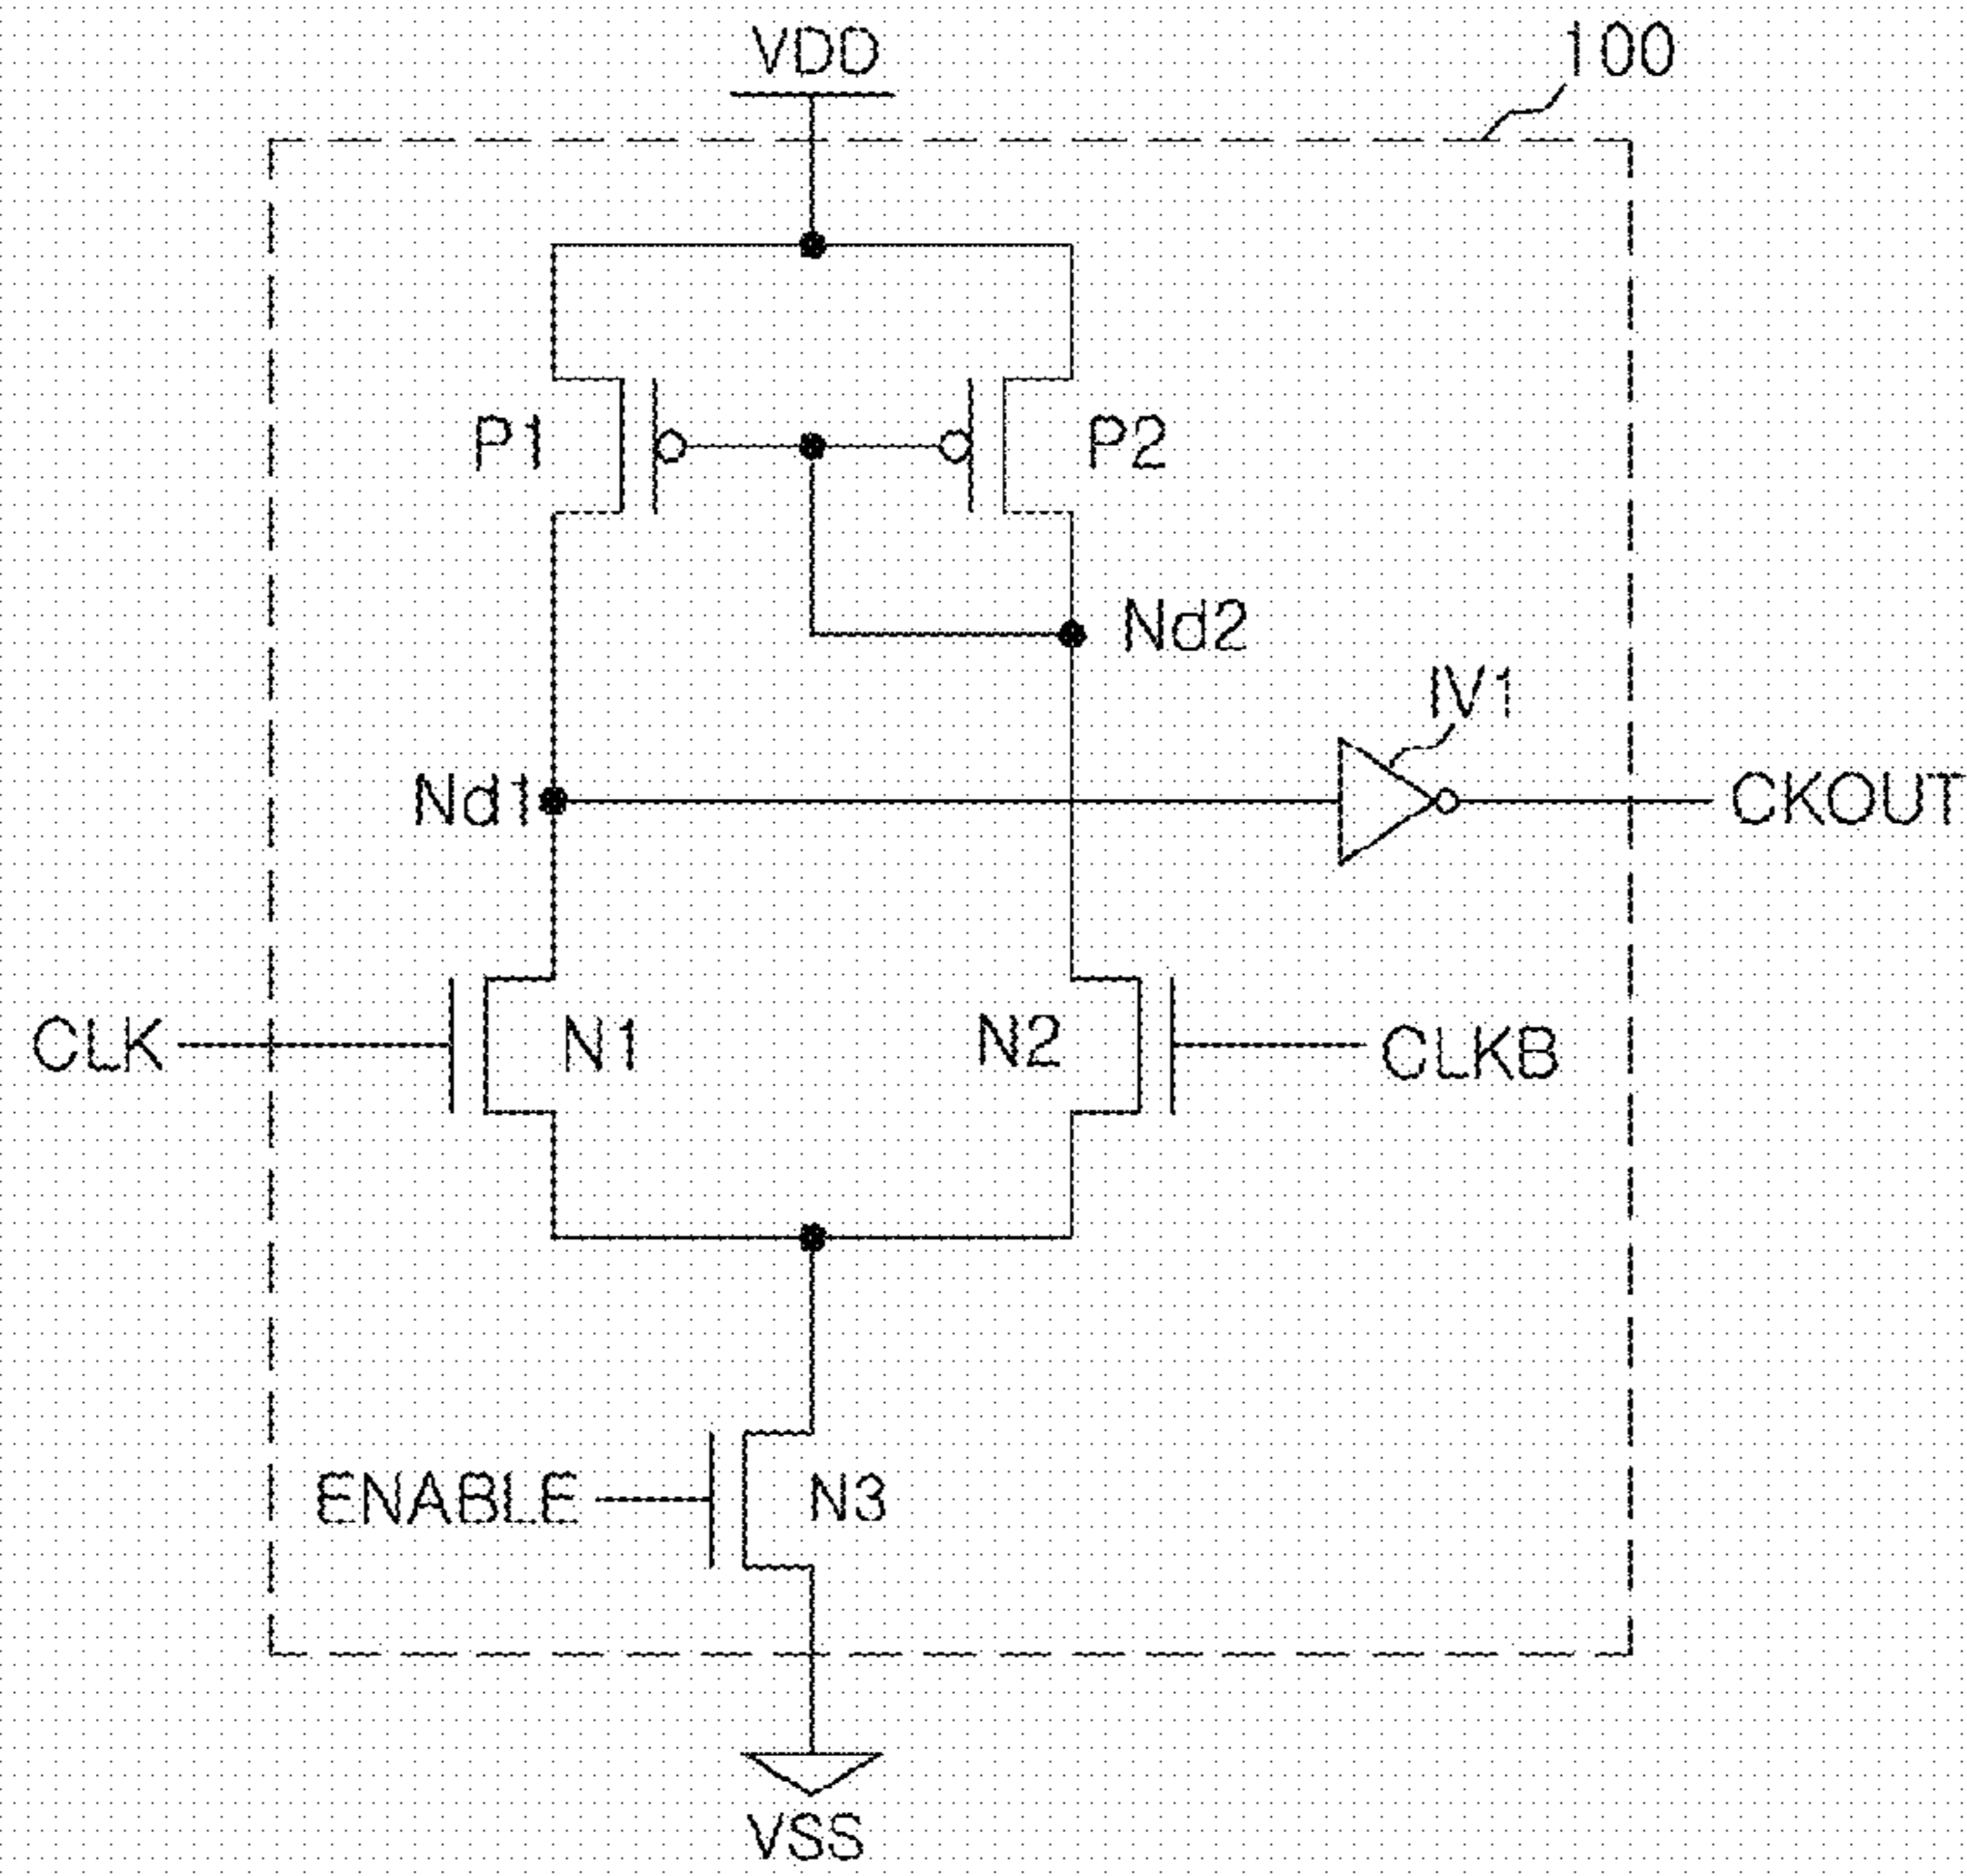 VDD
100
P1
P2
Nd2
IV1
Nd1
CKOUT
CLK
N1
N2
CLKB
ENABLE
N3
VSS